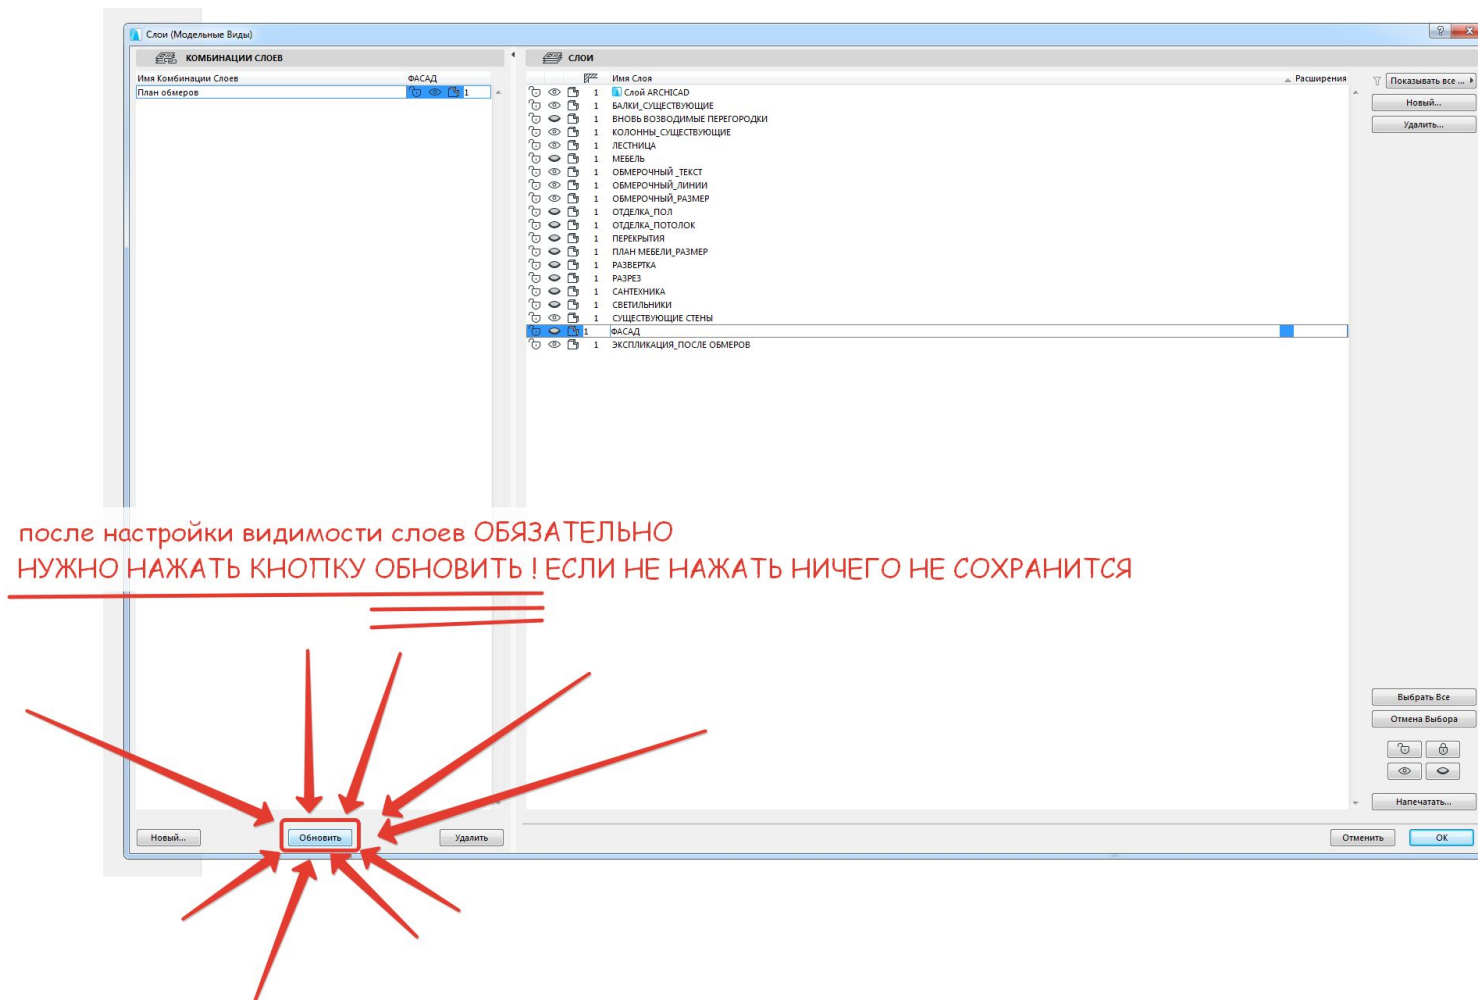 Слои (Модельные Виды)
?
X
КОМБИНАЦИИ СЛОЕВ
СЛОИ
Имя Комбинации Слоев
ФАСАД
План обмеров
1
Имя Слоя
Расширения
1 Слой ARCHICAD
1 БАЛКИ_СУЩЕСТВУЮЩИЕ
1 ВНОВЬ ВОЗВОДИМЫЕ ПЕРЕГОРОДКИ
1 КОЛОННЫ_СУЩЕСТВУЮЩИЕ
1 ЛЕСТНИЦА
1 МЕБЕЛЬ
1 ОБМЕРОЧНЫЙ _ТЕКСТ
1 ОБМЕРОЧНЫЙ_ЛИНИИ
1 ОБМЕРОЧНЫЙ_РАЗМЕР
1 ОТДЕЛКА_ПОЛ
1 ОТДЕЛКА_ПОТОЛОК
1 ПЕРЕКРЫТИЯ
1 ПЛАН МЕБЕЛИ_РАЗМЕР
1 РАЗВЕРТКА
1 РАЗРЕЗ
1 САНТЕХНИКА
1 СВЕТИЛЬНИКИ
1 СУЩЕСТВУЮЩИЕ СТЕНЫ
1 ФАСАД
1 ЭКСПЛИКАЦИЯ_ПОСЛЕ ОБМЕРОВ
Показывать все ...
Новый...
Удалить...
после настройки видимости слоев ОБЯЗАТЕЛЬНО
НУЖНО НАЖАТЬ КНОПКУ ОБНОВИТЬ ! ЕСЛИ НЕ НАЖАТЬ НИЧЕГО НЕ СОХРАНИТСЯ
Выбрать Все
Отмена Выбора
Напечатать...
Новый...
Обновить
Удалить
Отменить
OK